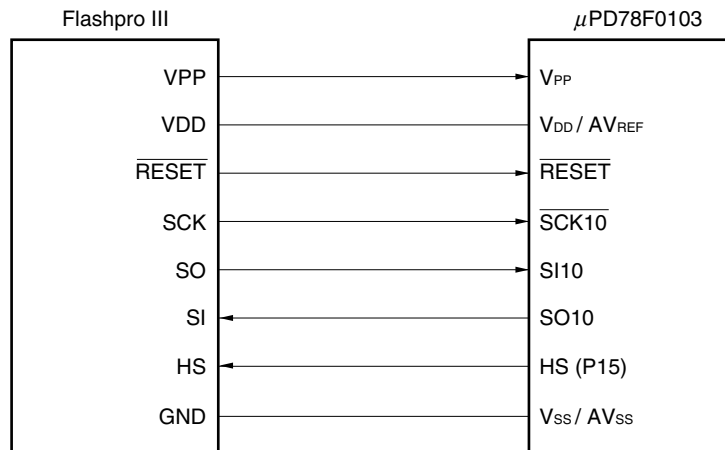 Flashpro III μPD78F0103
VPP VPP
VDD VDD / AVREF
RESET RESET
SCK SCK10
SO SI10
SI SO10
HS HS (P15)
GND VSS / AVSS